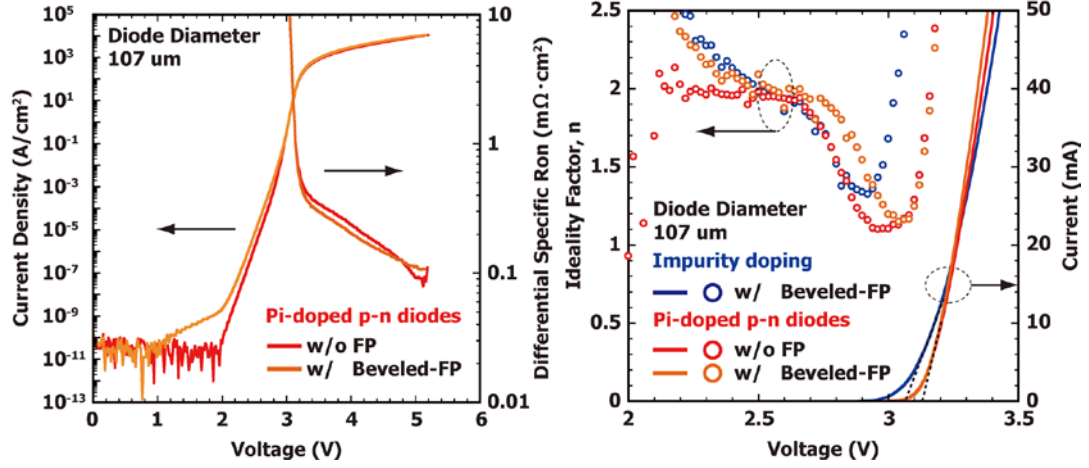 Diode Diameter
107 um
10^5
10^3
10^1
10^-1
10^-3
10^-5
10^-7
10^-9
10^-11
10^-13
Current Density (A/cm²)
10
1
0.1
0.01
Differential Specific Ron (mΩ·cm²)
Pi-doped p-n diodes
w/o FP
w/ Beveled-FP
0 1 2 3 4 5 6
Voltage (V)
2.5
2
1.5
1
0.5
0
Ideality Factor, n
50
40
30
20
10
0
Current (mA)
Diode Diameter
107 um
Impurity doping
w/ Beveled-FP
Pi-doped p-n diodes
w/o FP
w/ Beveled-FP
2 2.5 3 3.5
Voltage (V)